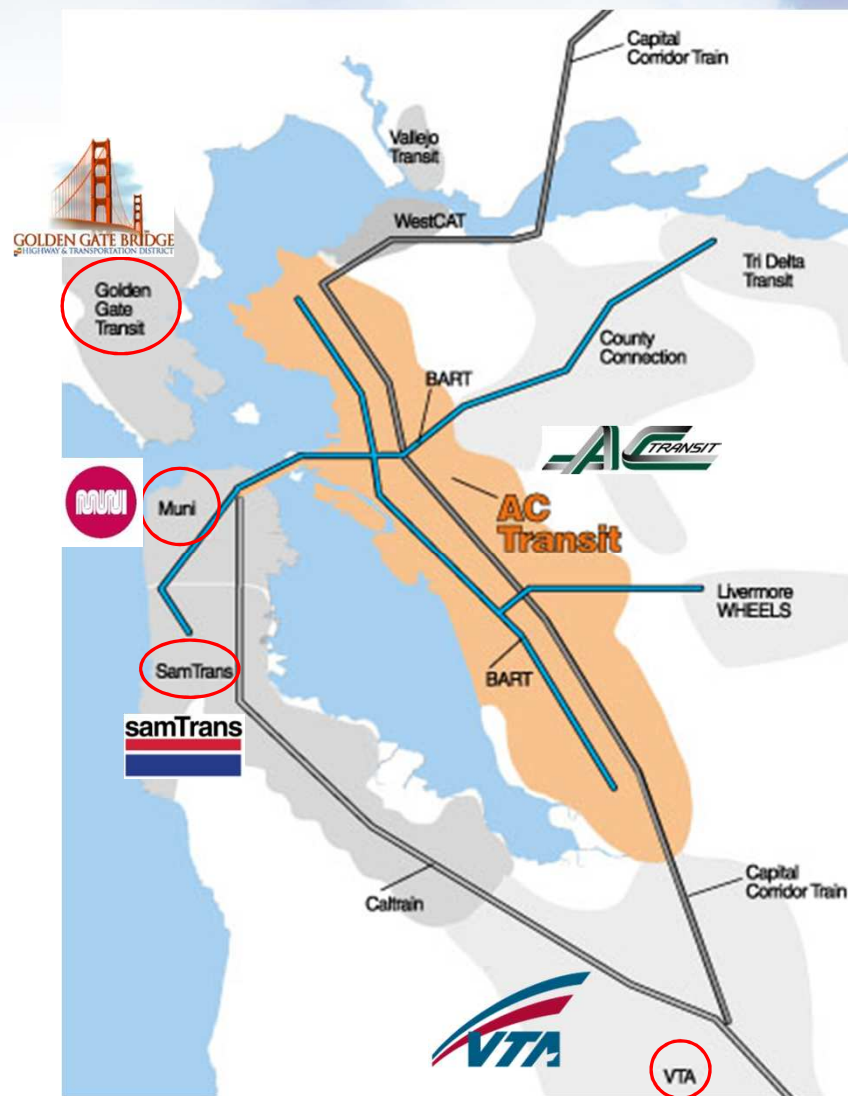 Capital
Corridor Train
Vallejo
Transit
WestCAT
GOLDEN GATE BRIDGE
HIGHWAY & TRANSPORTATION DISTRICT
Golden
Gate
Transit
Tri Delta
Transit
County
Connection
BART
AC TRANSIT
MUNI
Muni
AC
Transit
Livermore
WHEELS
SamTrans
BART
samTrans
Caltrain
Capital
Corridor Train
VTA
VTA